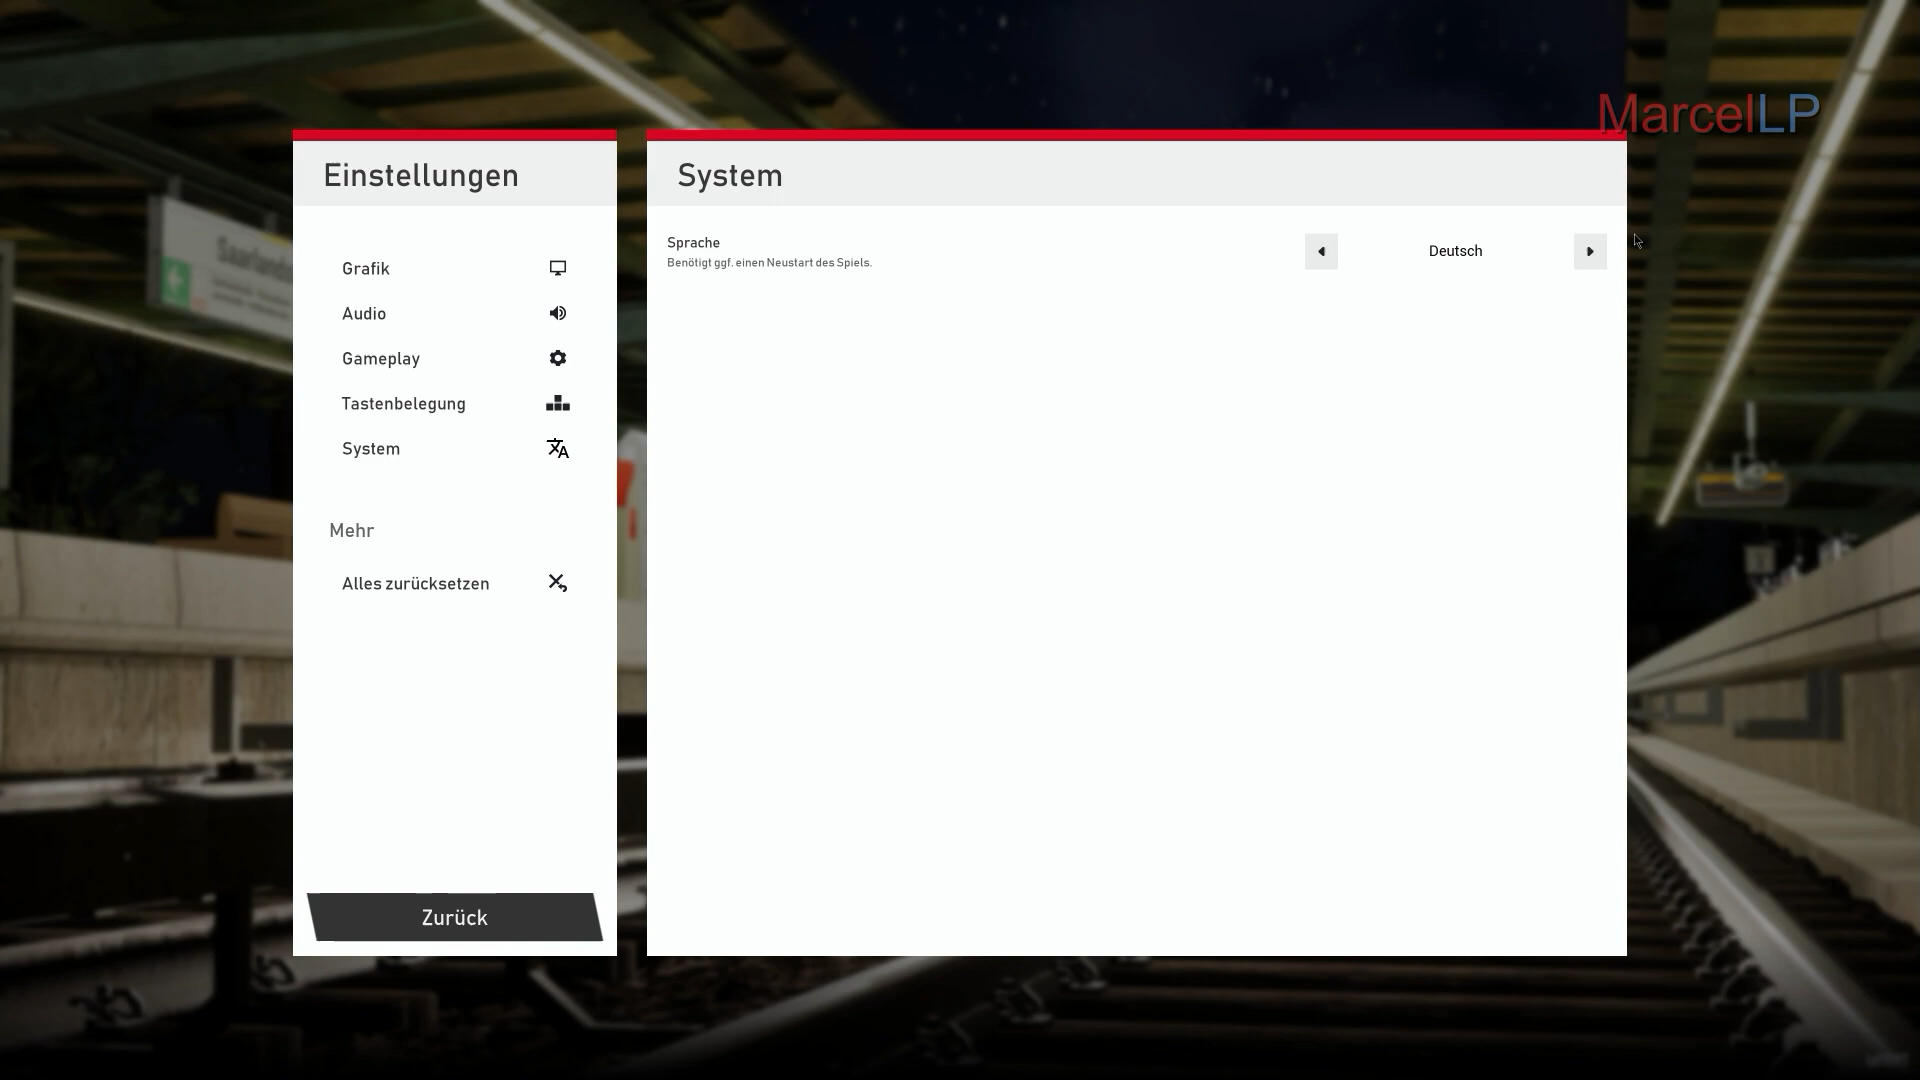 MarcelLP
Einstellungen
Grafik
Audio
Gameplay
Tastenbelegung
System
Mehr
Alles zurücksetzen
Zurück
System
Sprache
Benötigt ggf. einen Neustart des Spiels.
Deutsch